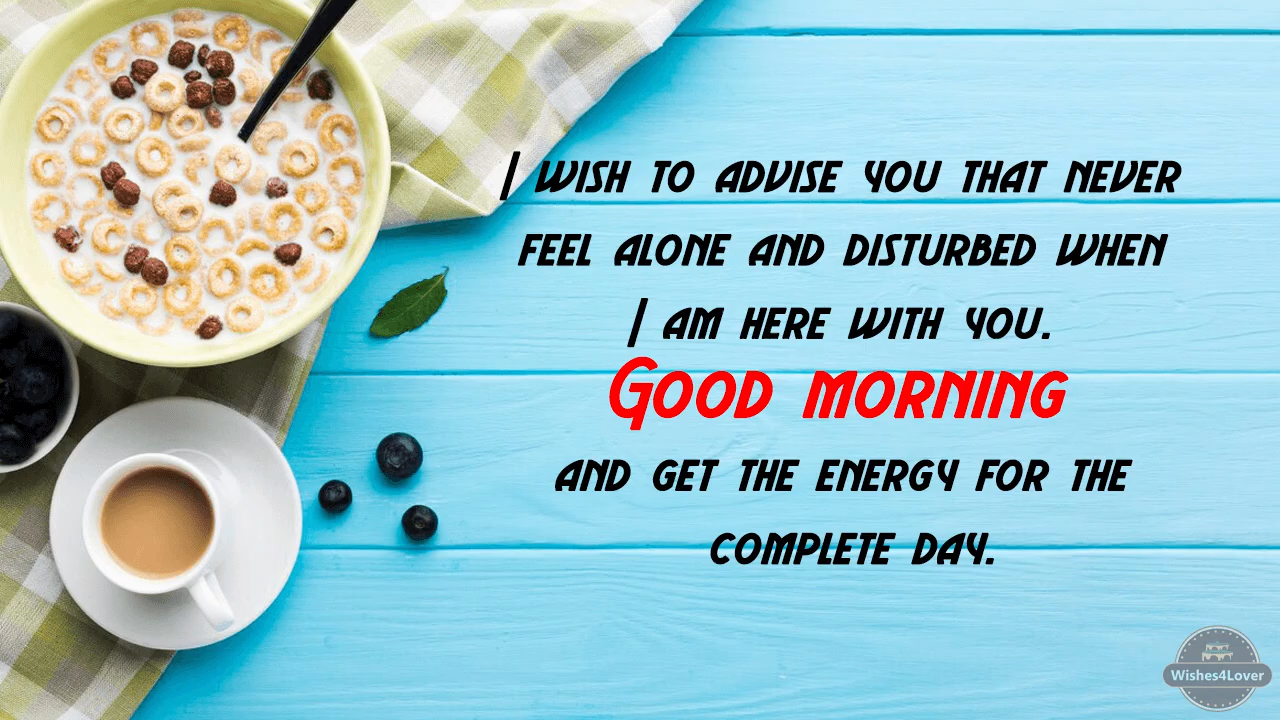 I wish to advise you that never
feel alone and disturbed when
I am here with you.
Good morning
and get the energy for the
complete day.
Wishes4Lover